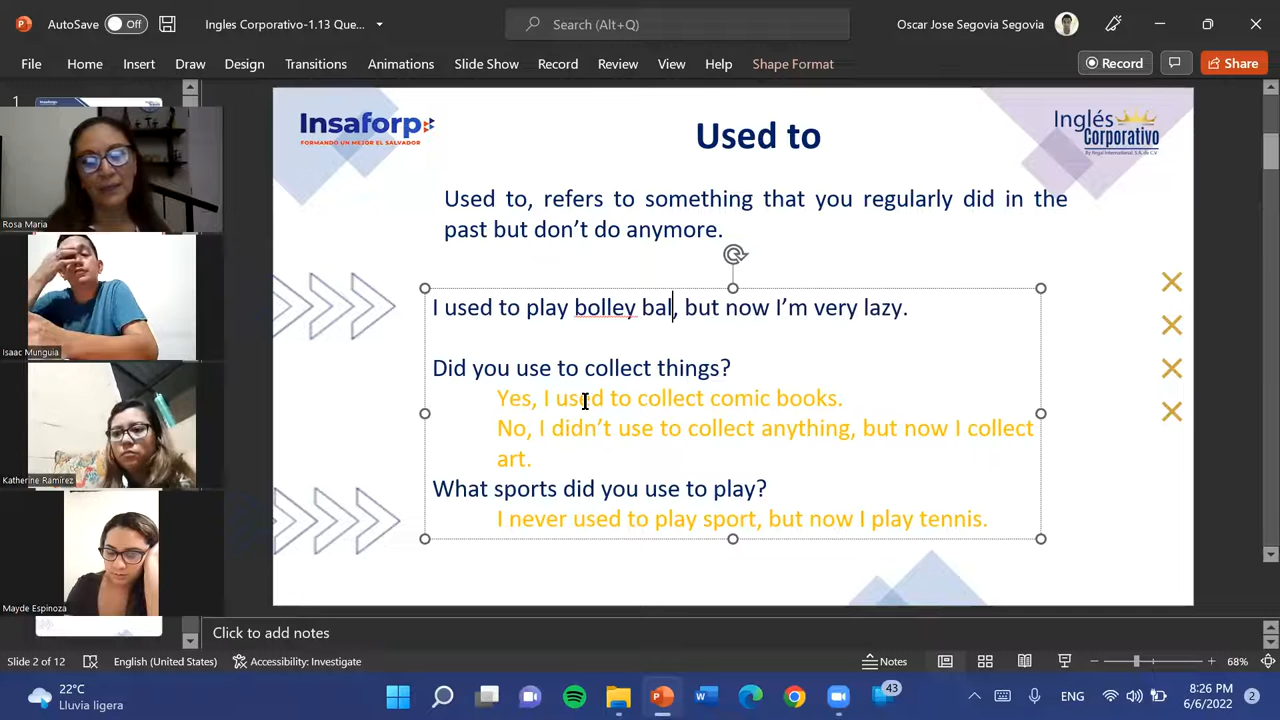 AutoSave Off Ingles Corporativo-1.13 Que... Search (Alt+Q) Oscar Jose Segovia Segovia
File Home Insert Draw Design Transitions Animations Slide Show Record Review View Help Shape Format Record Share
1
Insaforp
FORMANDO UN MEJOR EL SALVADOR
Used to
Inglés
Corporativo
By Regal International, S.A. de C.V.
Used to, refers to something that you regularly did in the
past but don't do anymore.
I used to play bolley bal, but now I'm very lazy.
Did you use to collect things?
Yes, I used to collect comic books.
No, I didn't use to collect anything, but now I collect
art.
What sports did you use to play?
I never used to play sport, but now I play tennis.
Rosa Maria
Isaac Munguia
Katherine Ramirez
Mayde Espinoza
Click to add notes
Slide 2 of 12 English (United States) Accessibility: Investigate Notes 68%
22°C
Lluvia ligera
43
ENG
8:26 PM
6/6/2022
2